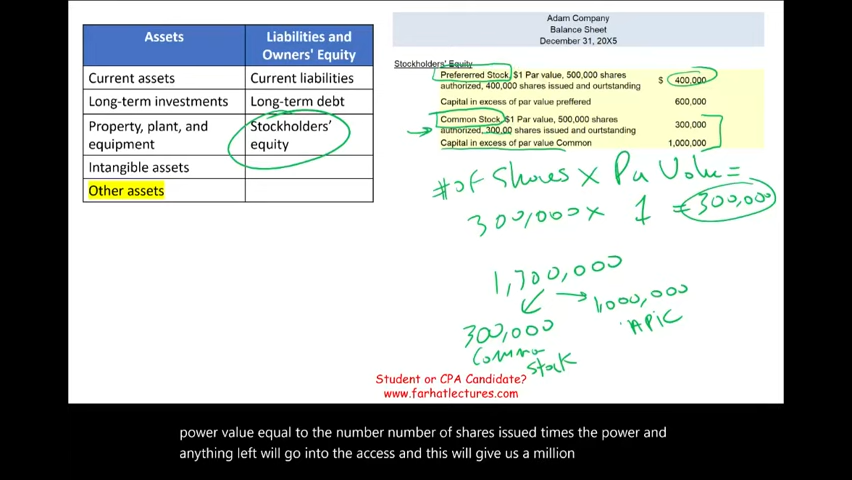 Assets
Liabilities and
Owners' Equity
Current assets
Current liabilities
Long-term investments
Long-term debt
Property, plant, and
equipment
Stockholders'
equity
Intangible assets
Other assets
Adam Company
Balance Sheet
December 31, 20X5
Stockholders' Equity
Preferred Stock, $1 Par value, 500,000 shares
authorized, 400,000 shares issued and ourtstanding
$ 400,000
Capital in excess of par value preffered
600,000
Common Stock, $1 Par value, 500,000 shares
authorized, 300,00 shares issued and ourtstanding
300,000
Capital in excess of par value Common
1,000,000
# of Shares x Pa Value =
300,000 x 1 = 300,000
1,300,000
1,000,000
APIC
300,000
Common
Stock
Student or CPA Candidate?
www.farhatlectures.com
power value equal to the number number of shares issued times the power and
anything left will go into the access and this will give us a million